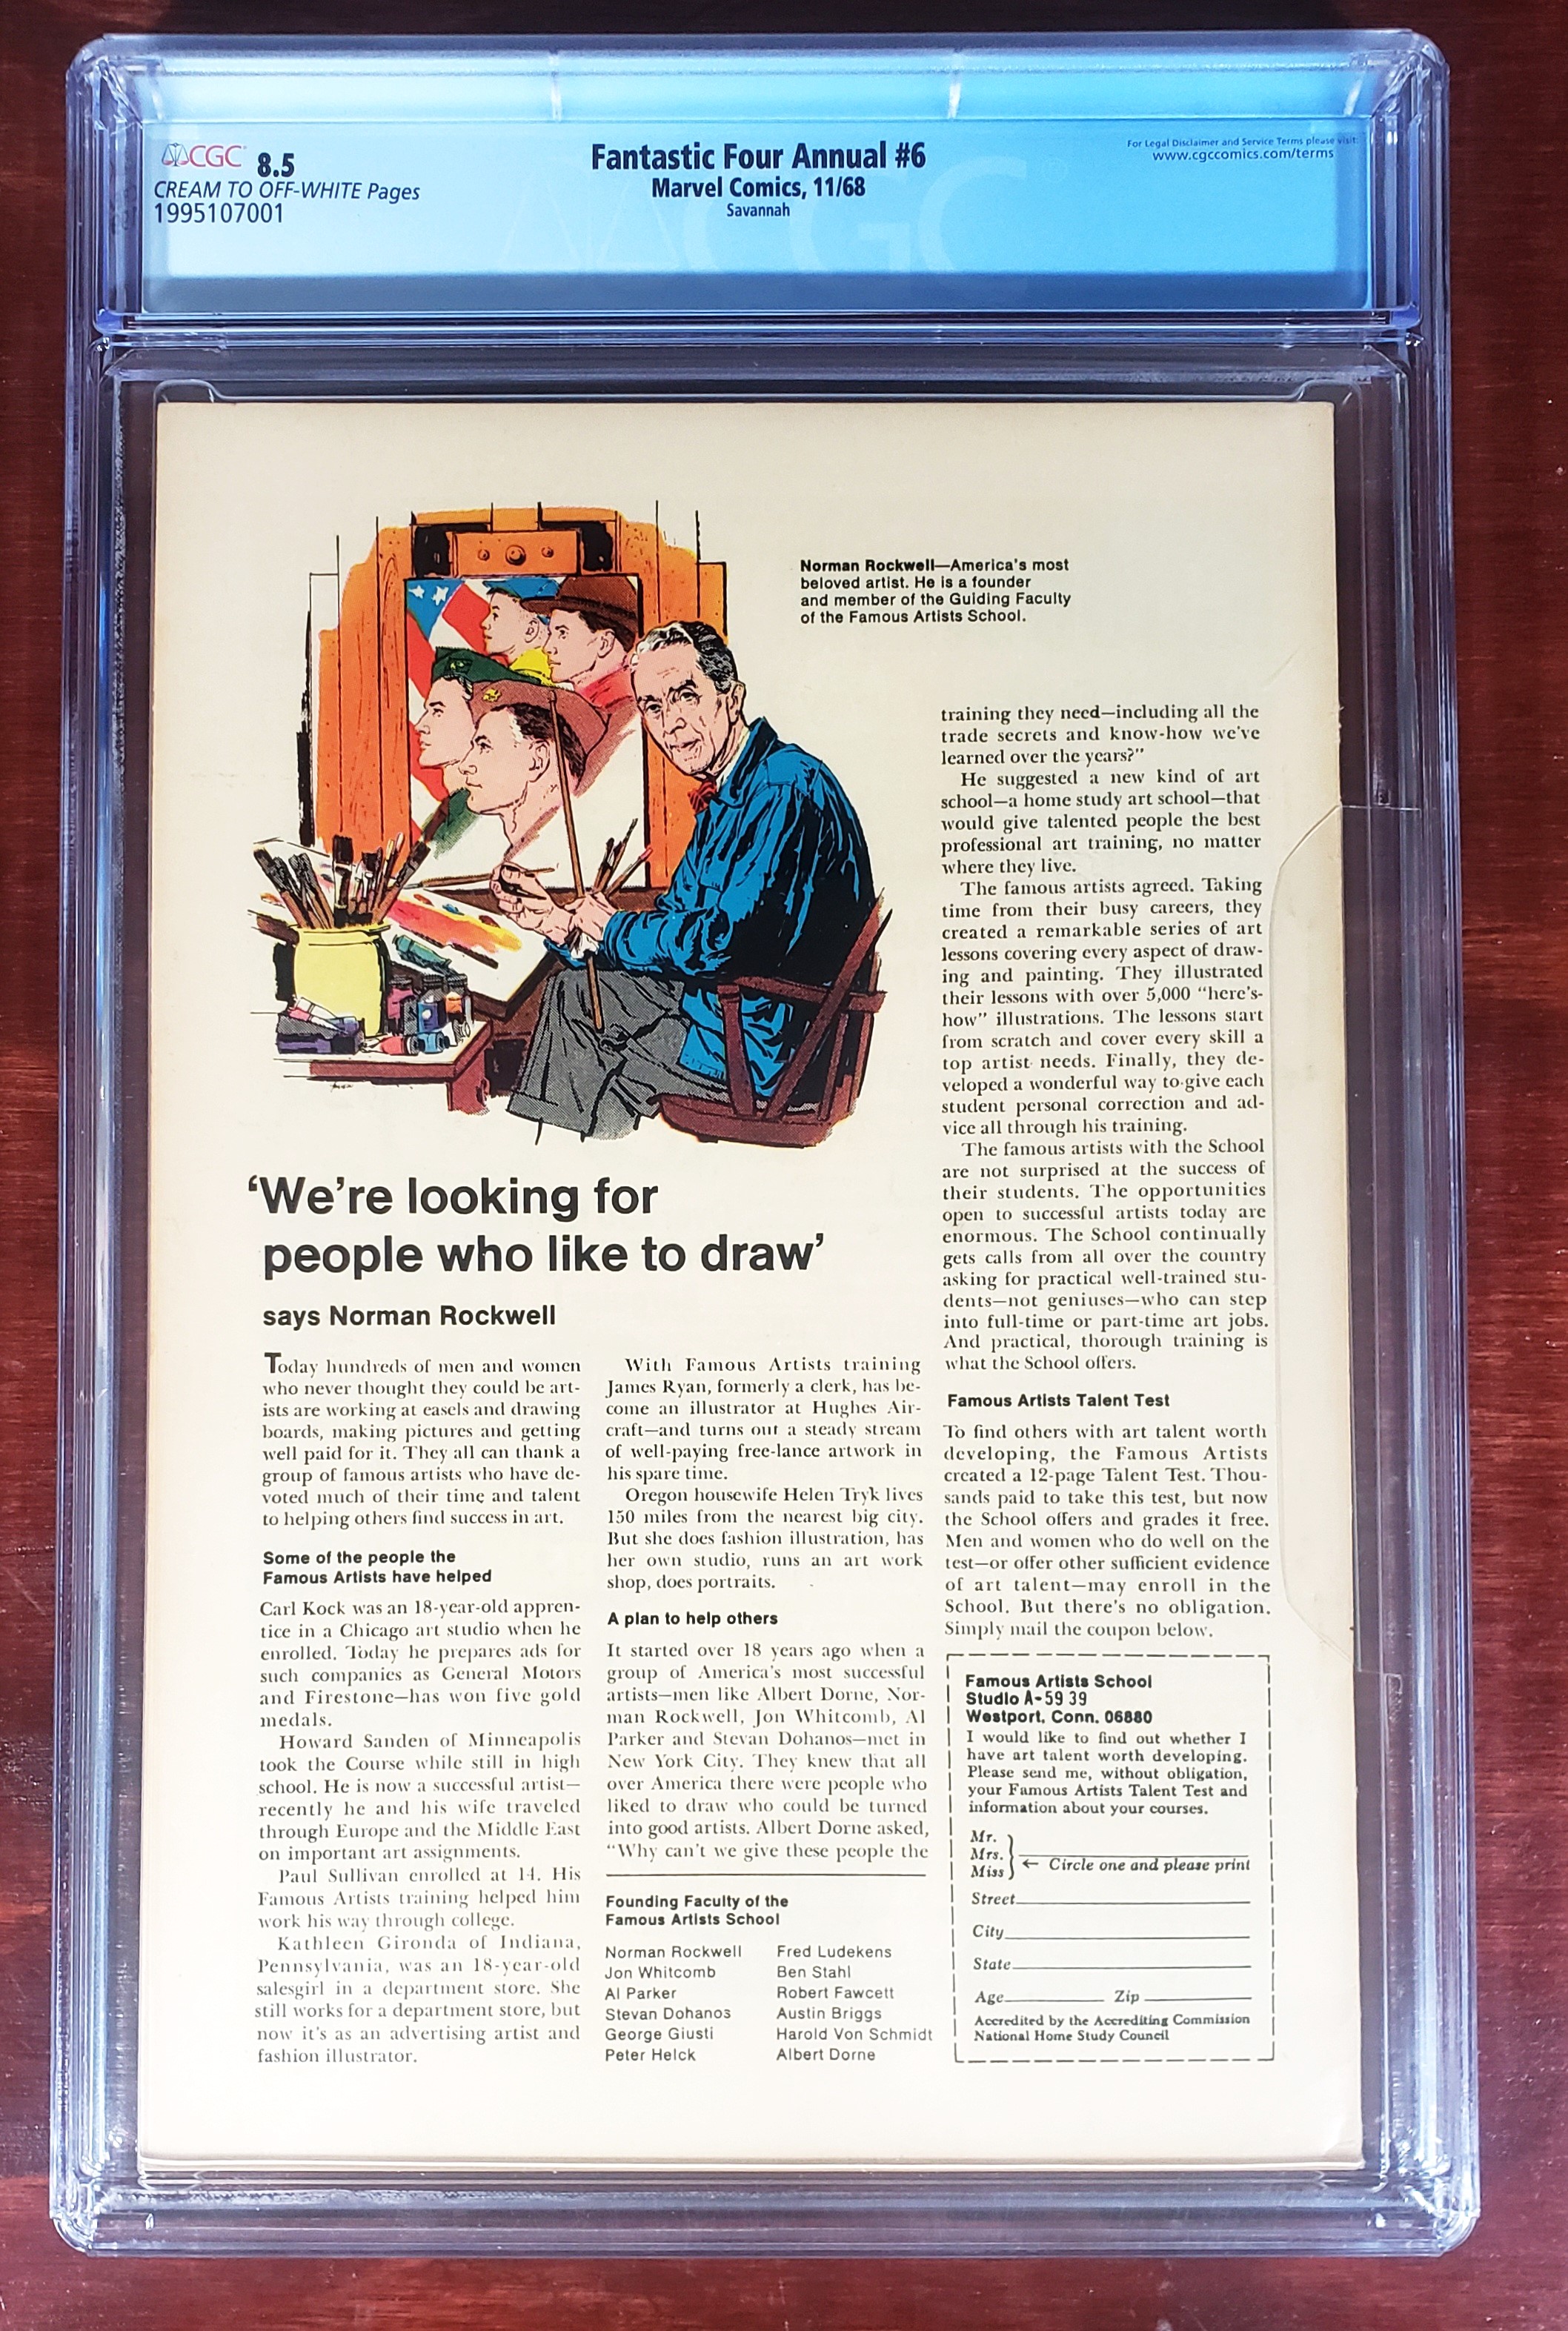 CGC 8.5
CREAM TO OFF-WHITE Pages
1995107001
Fantastic Four Annual #6
Marvel Comics, 11/68
Savannah
For Legal Disclaimer and Service Terms please visit:
www.cgccomics.com/terms
CGC
Norman Rockwell—America's most
beloved artist. He is a founder
and member of the Guiding Faculty
of the Famous Artists School.
'We're looking for
people who like to draw'
says Norman Rockwell
Today hundreds of men and women
who never thought they could be art-
ists are working at easels and drawing
boards, making pictures and getting
well paid for it. They all can thank a
group of famous artists who have de-
voted much of their time and talent
to helping others find success in art.
Some of the people the
Famous Artists have helped
Carl Kock was an 18-year-old appren-
tice in a Chicago art studio when he
enrolled. Today he prepares ads for
such companies as General Motors
and Firestone—has won five gold
medals.
Howard Sanden of Minneapolis
took the Course while still in high
school. He is now a successful artist—
recently he and his wife traveled
through Europe and the Middle East
on important art assignments.
Paul Sullivan enrolled at 14. His
Famous Artists training helped him
work his way through college.
Kathleen Gironda of Indiana,
Pennsylvania, was an 18-year-old
salesgirl in a department store. She
still works for a department store, but
now it's as an advertising artist and
fashion illustrator.
With Famous Artists training
James Ryan, formerly a clerk, has be-
come an illustrator at Hughes Air-
craft—and turns out a steady stream
of well-paying free-lance artwork in
his spare time.
Oregon housewife Helen Tryk lives
150 miles from the nearest big city.
But she does fashion illustration, has
her own studio, runs an art work
shop, does portraits.
A plan to help others
It started over 18 years ago when a
group of America's most successful
artists—men like Albert Dorne, Nor-
man Rockwell, Jon Whitcomb, Al
Parker and Stevan Dohanos—met in
New York City. They knew that all
over America there were people who
liked to draw who could be turned
into good artists. Albert Dorne asked,
"Why can't we give these people the
training they need—including all the
trade secrets and know-how we've
learned over the years?"
He suggested a new kind of art
school—a home study art school—that
would give talented people the best
professional art training, no matter
where they live.
The famous artists agreed. Taking
time from their busy careers, they
created a remarkable series of art
lessons covering every aspect of draw-
ing and painting. They illustrated
their lessons with over 5,000 "here's-
how" illustrations. The lessons start
from scratch and cover every skill a
top artist needs. Finally, they de-
veloped a wonderful way to give each
student personal correction and ad-
vice all through his training.
The famous artists with the School
are not surprised at the success of
their students. The opportunities
open to successful artists today are
enormous. The School continually
gets calls from all over the country
asking for practical well-trained stu-
dents—not geniuses—who can step
into full-time or part-time art jobs.
And practical, thorough training is
what the School offers.
Famous Artists Talent Test
To find others with art talent worth
developing, the Famous Artists
created a 12-page Talent Test. Thou-
sands paid to take this test, but now
the School offers and grades it free.
Men and women who do well on the
test—or offer other sufficient evidence
of art talent—may enroll in the
School. But there's no obligation.
Simply mail the coupon below.
Founding Faculty of the
Famous Artists School
Norman Rockwell
Jon Whitcomb
Al Parker
Stevan Dohanos
George Giusti
Peter Helck
Fred Ludekens
Ben Stahl
Robert Fawcett
Austin Briggs
Harold Von Schmidt
Albert Dorne
Famous Artists School
Studio A-59 39
Westport, Conn. 06880
I would like to find out whether I
have art talent worth developing.
Please send me, without obligation,
your Famous Artists Talent Test and
information about your courses.
Mr.
Mrs.
Miss ← Circle one and please print
Street
City
State
Age Zip
Accredited by the Accrediting Commission
National Home Study Council